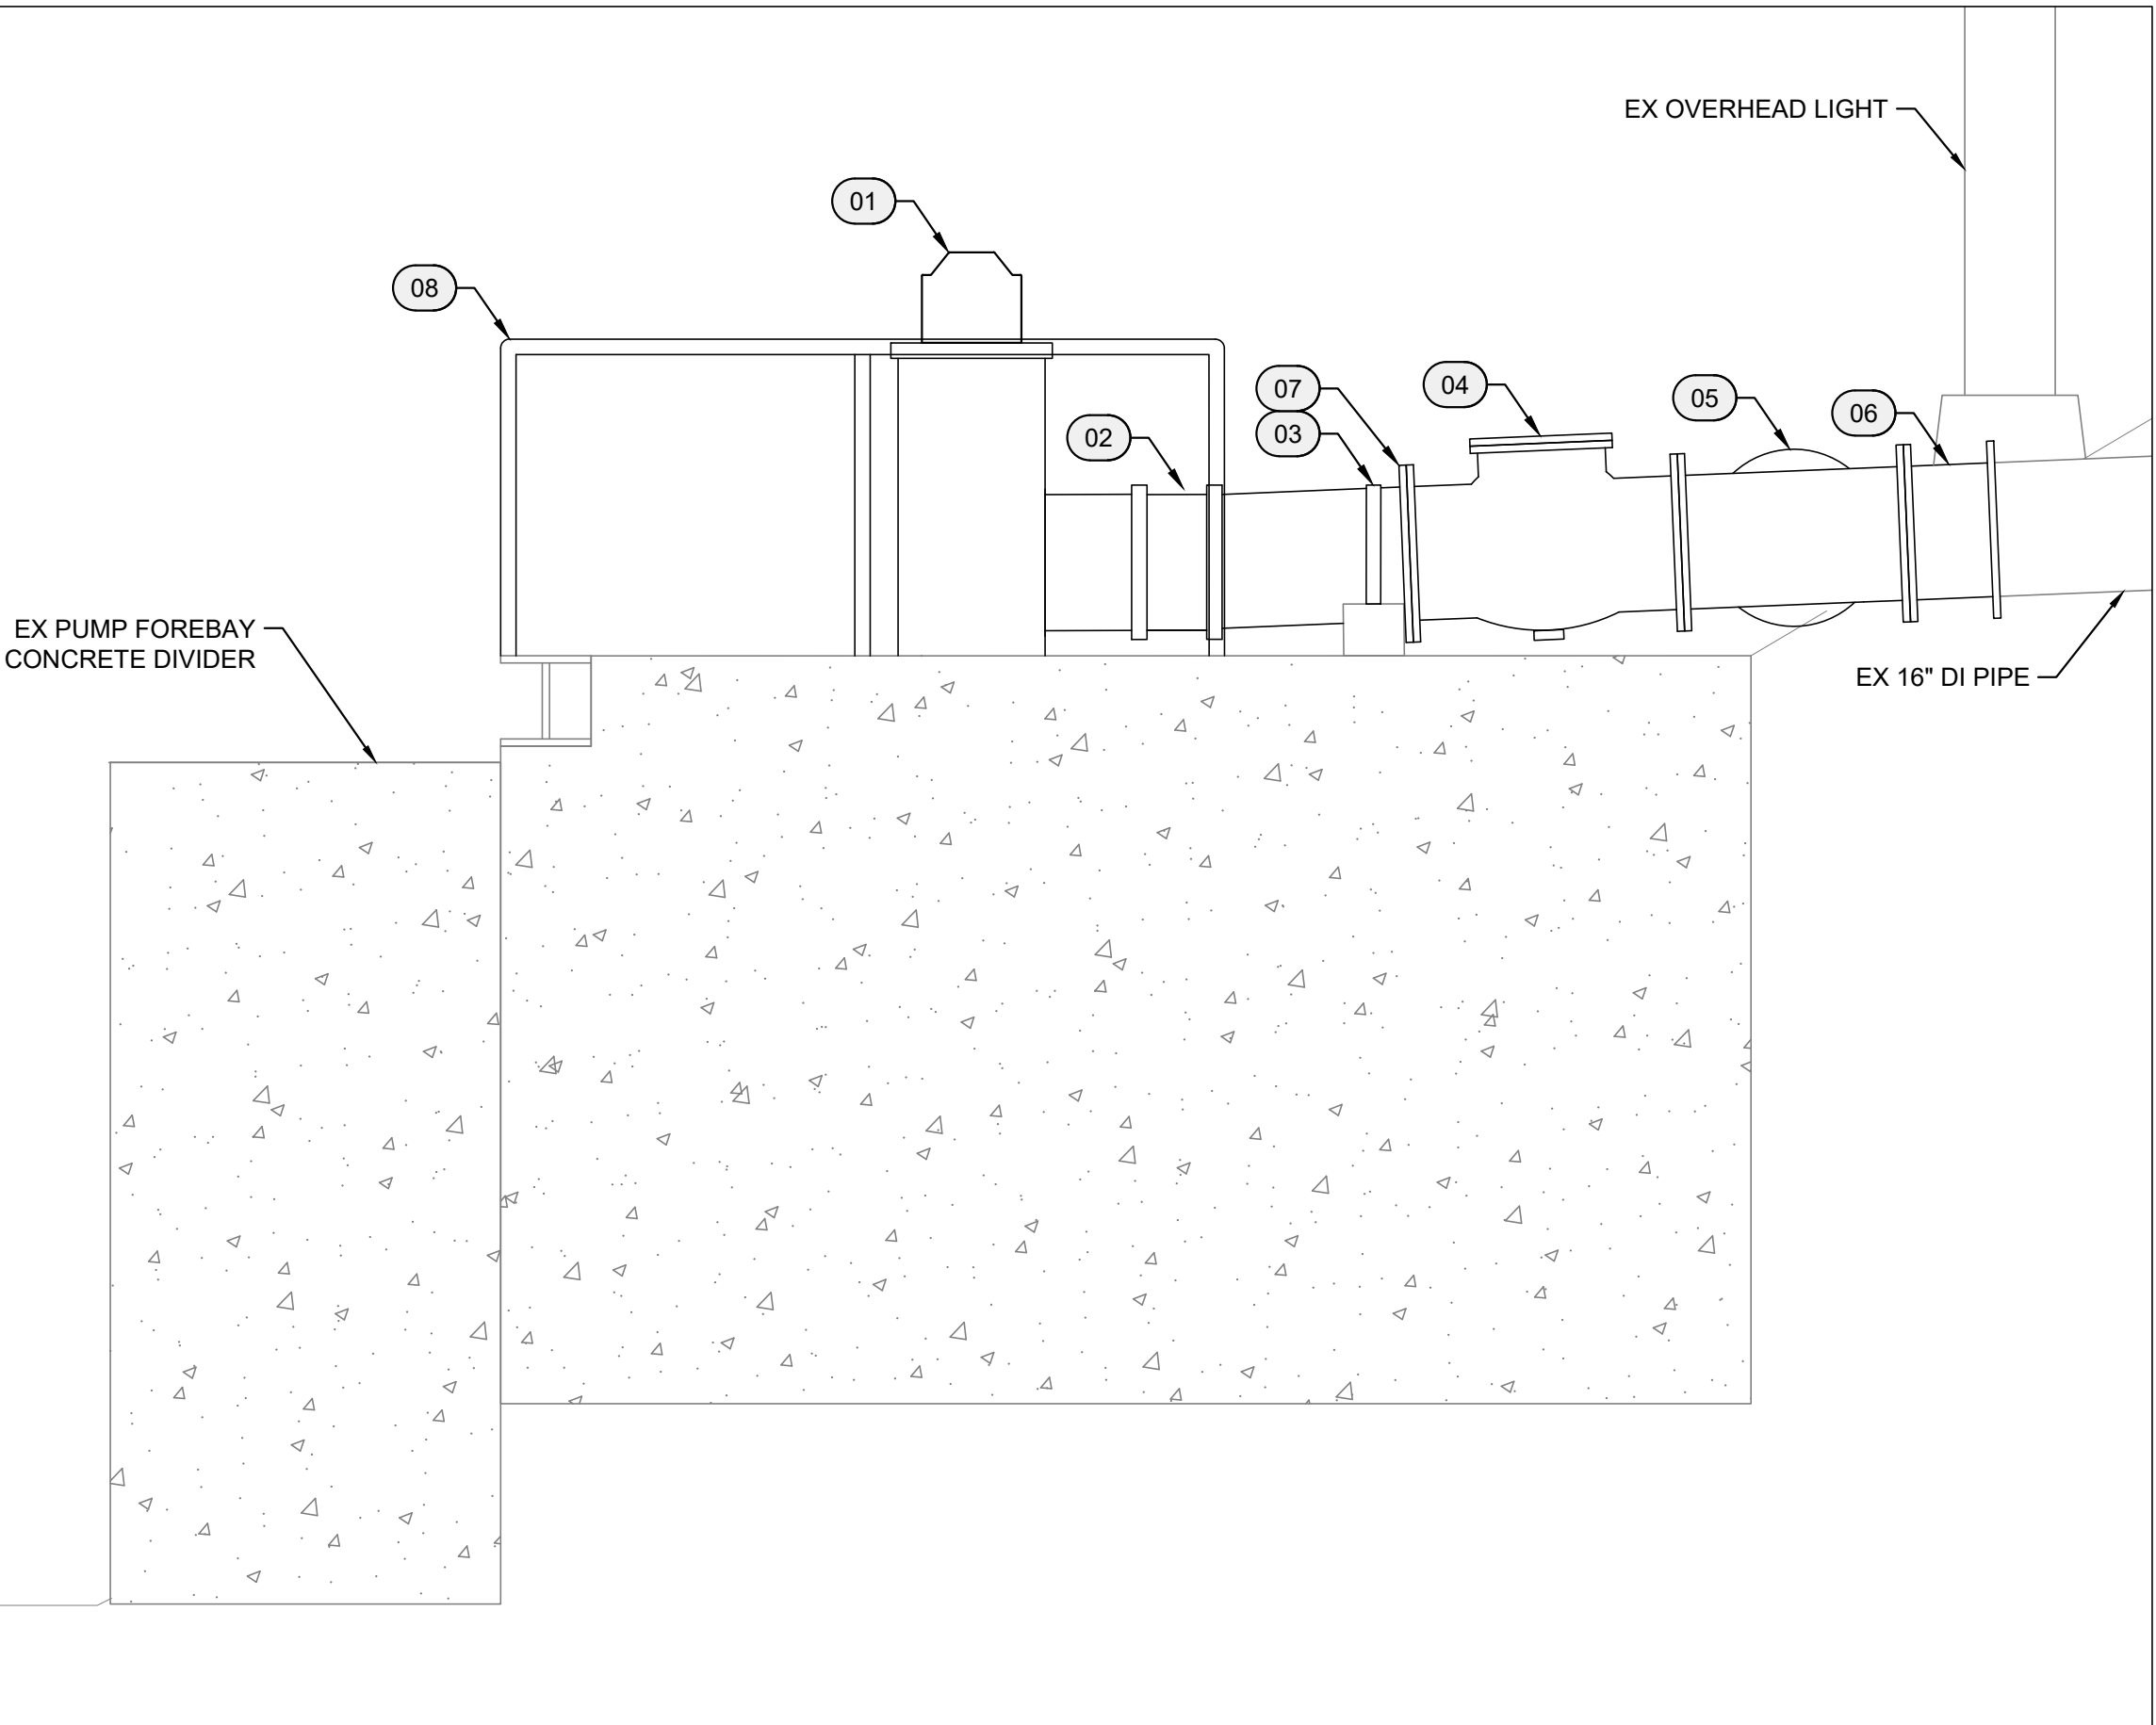 EX OVERHEAD LIGHT
01
08
04
05
07
06
02
03
EX PUMP FOREBAY
CONCRETE DIVIDER
EX 16" DI PIPE